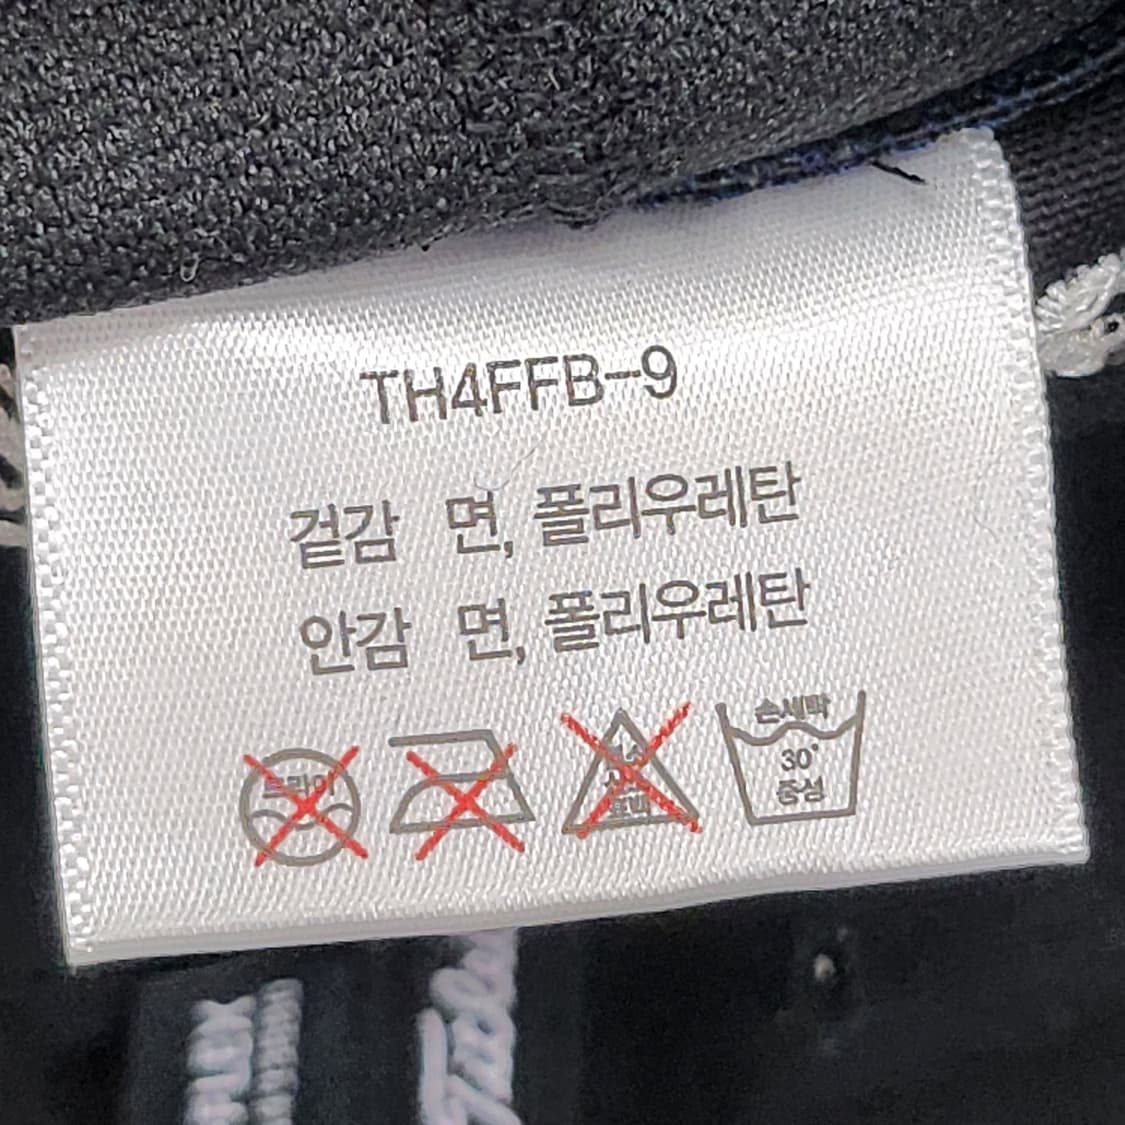 TH4FFB-9
겉감 면, 폴리우레탄
안감 면, 폴리우레탄
드라이
손세탁
30°
중성